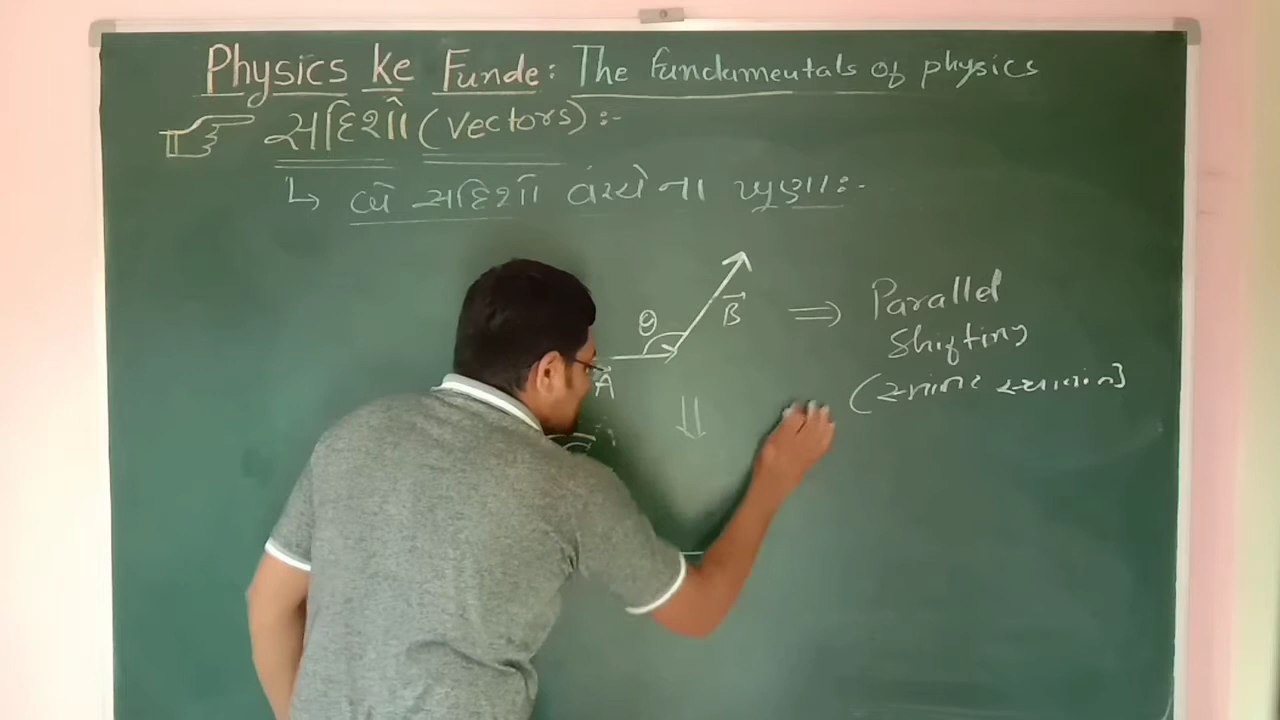 Physics ke Funde: The fundamentals of physics
સદિશો (vectors):-
↳ બે સદિશો વચ્ચેના ખુણા:-
θ
B⃗
A⃗
⇒ Parallel
Shifting
(સમાંતર સ્થાનાંતર)